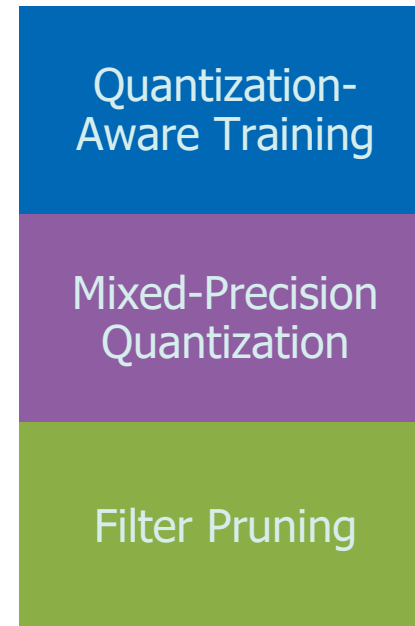 Quantization-
Aware Training
Mixed-Precision
Quantization
Filter Pruning